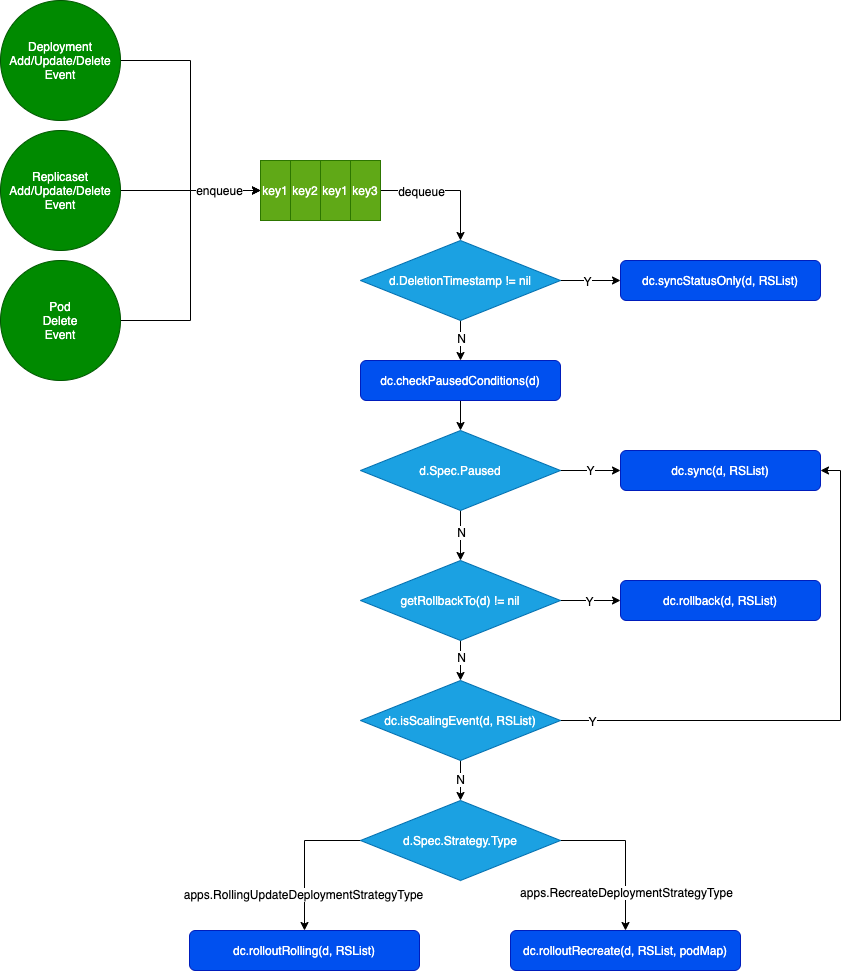 Deployment
Add/Update/Delete
Event
Replicaset
Add/Update/Delete
Event
enqueue
key1 key2 key1 key3
dequeue
Pod
Delete
Event
d.DeletionTimestamp != nil
Y
dc.syncStatusOnly(d, RSList)
N
dc.checkPausedConditions(d)
d.Spec.Paused
Y
dc.sync(d, RSList)
N
getRollbackTo(d) != nil
Y
dc.rollback(d, RSList)
N
dc.isScalingEvent(d, RSList)
Y
N
d.Spec.Strategy.Type
apps.RollingUpdateDeploymentStrategyType
apps.RecreateDeploymentStrategyType
dc.rolloutRolling(d, RSList)
dc.rolloutRecreate(d, RSList, podMap)